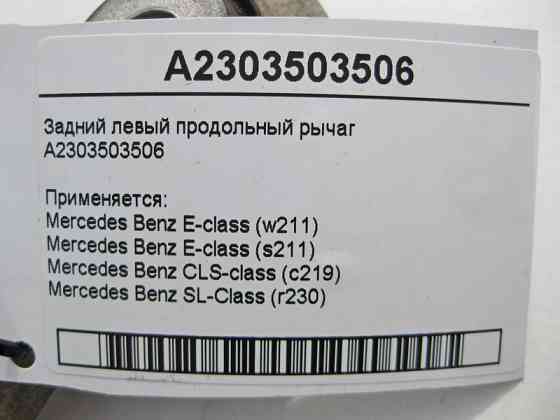 A2303503506
Задний левый продольный рычаг
A2303503506
Применяется:
Mercedes Benz E-class (w211)
Mercedes Benz E-class (s211)
Mercedes Benz CLS-class (c219)
Mercedes Benz SL-Class (r230)